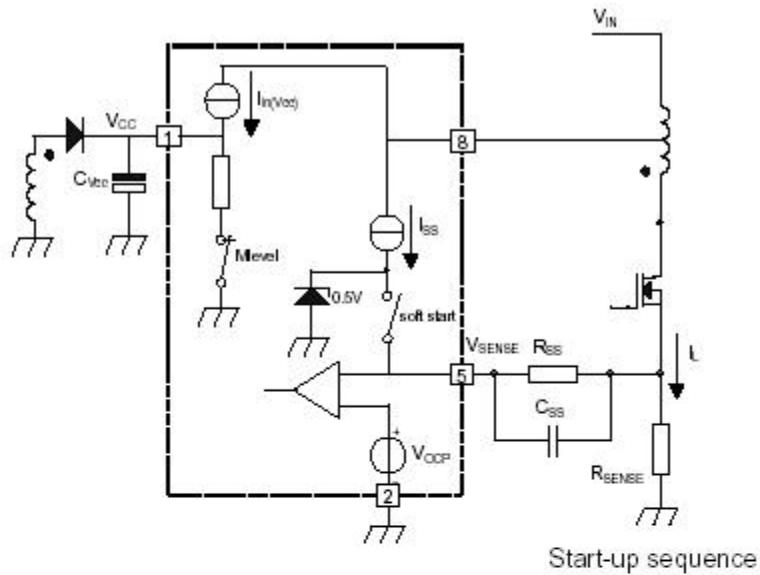 VIN
Iin(Vcc)
VCC
1
8
CVcc
ISS
Mlevel
0.5V
soft start
VSENSE
RSS
IL
5
CSS
+
VOCP
RSENSE
2
Start-up sequence